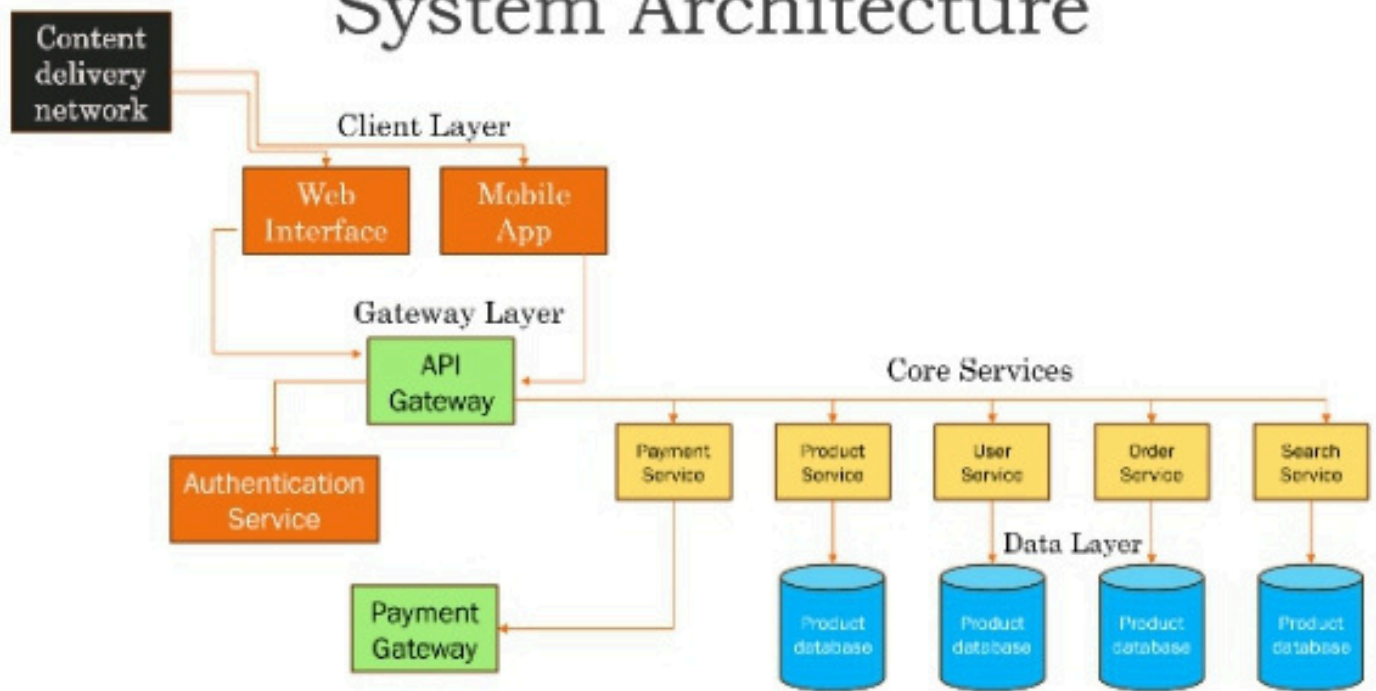 System Architecture
Content
delivery
network
Client Layer
Web
Interface
Mobile
App
Gateway Layer
API
Gateway
Core Services
Authentication
Service
Payment
Service
Product
Service
User
Service
Order
Service
Search
Service
Data Layer
Payment
Gateway
Product
database
Product
database
Product
database
Product
database